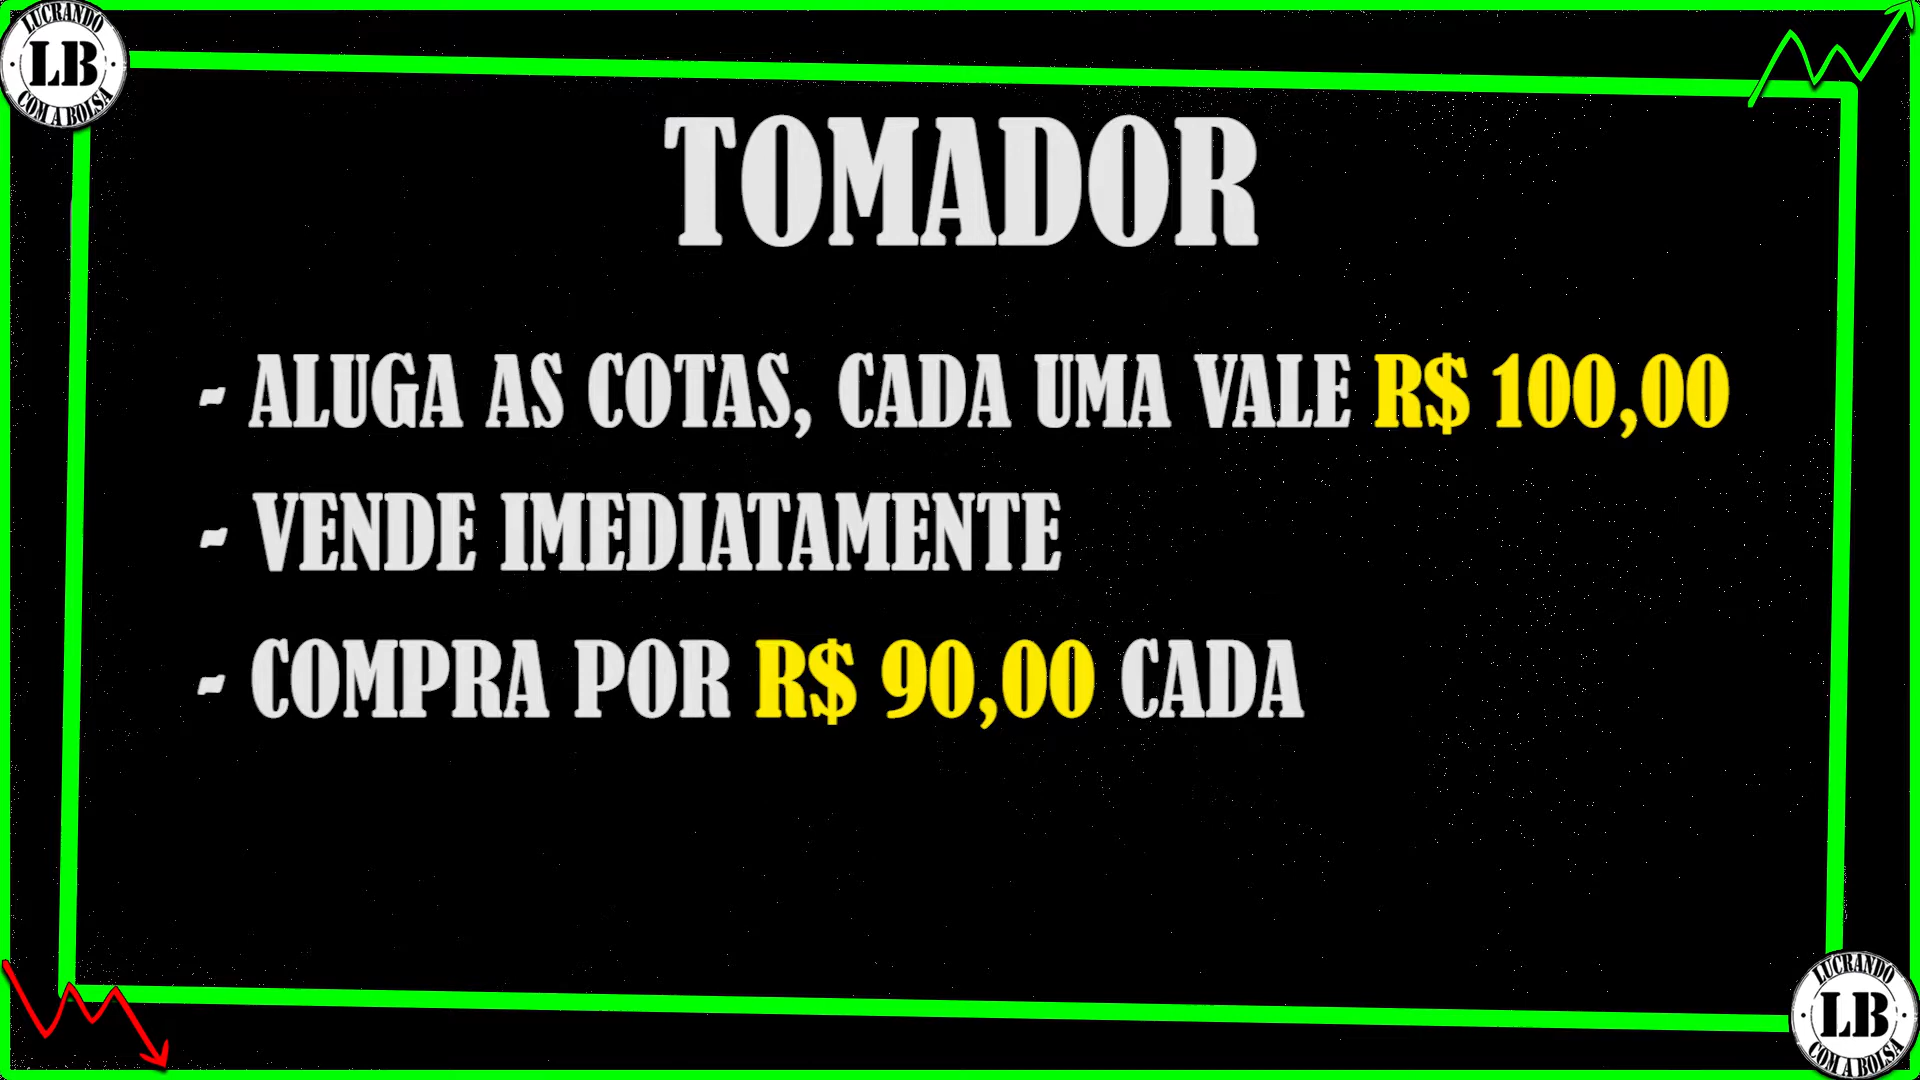 LUCRANDO
LB
COM A BOLSA
TOMADOR
- ALUGA AS COTAS, CADA UMA VALE R$ 100,00
- VENDE IMEDIATAMENTE
- COMPRA POR R$ 90,00 CADA
LUCRANDO
LB
COM A BOLSA